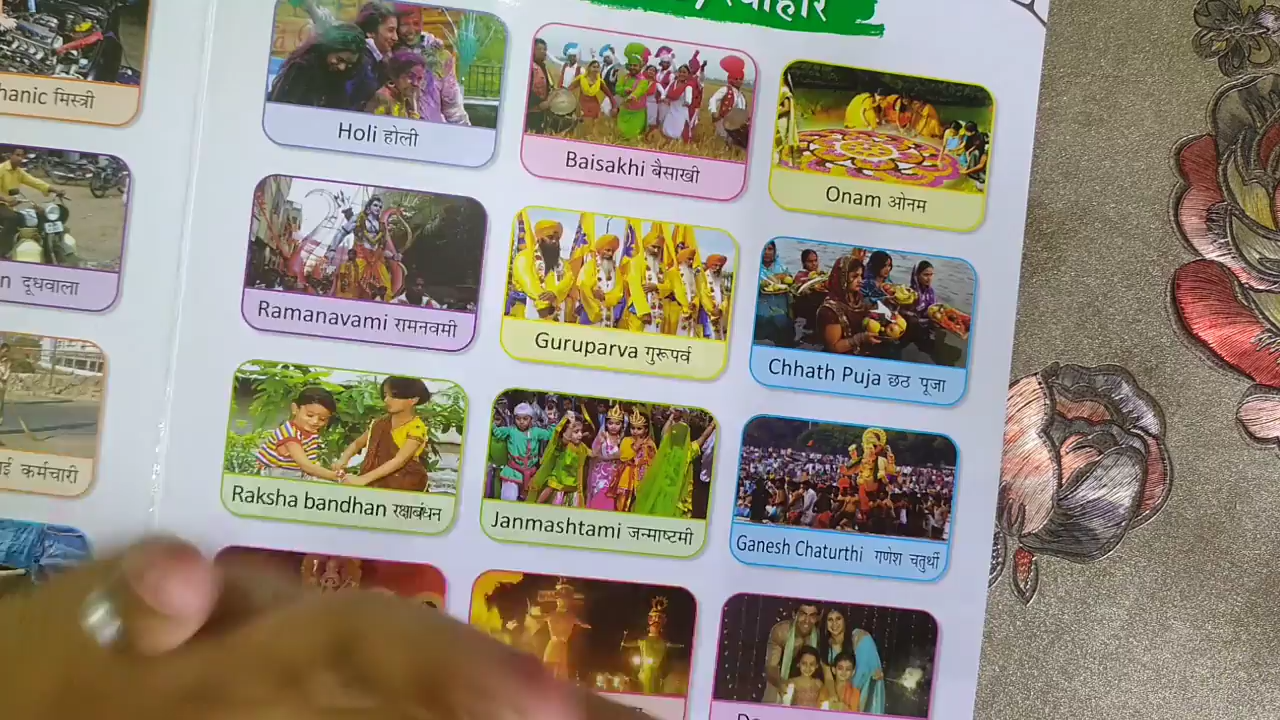 Holi होली
Baisakhi बैसाखी
Onam ओनम
Ramanavami रामनवमी
Guruparva गुरूपर्व
Chhath Puja छठ पूजा
Raksha bandhan रक्षाबंधन
Janmashtami जन्माष्टमी
Ganesh Chaturthi गणेश चतुर्थी
मिस्त्री
दूधवाला
कर्मचारी